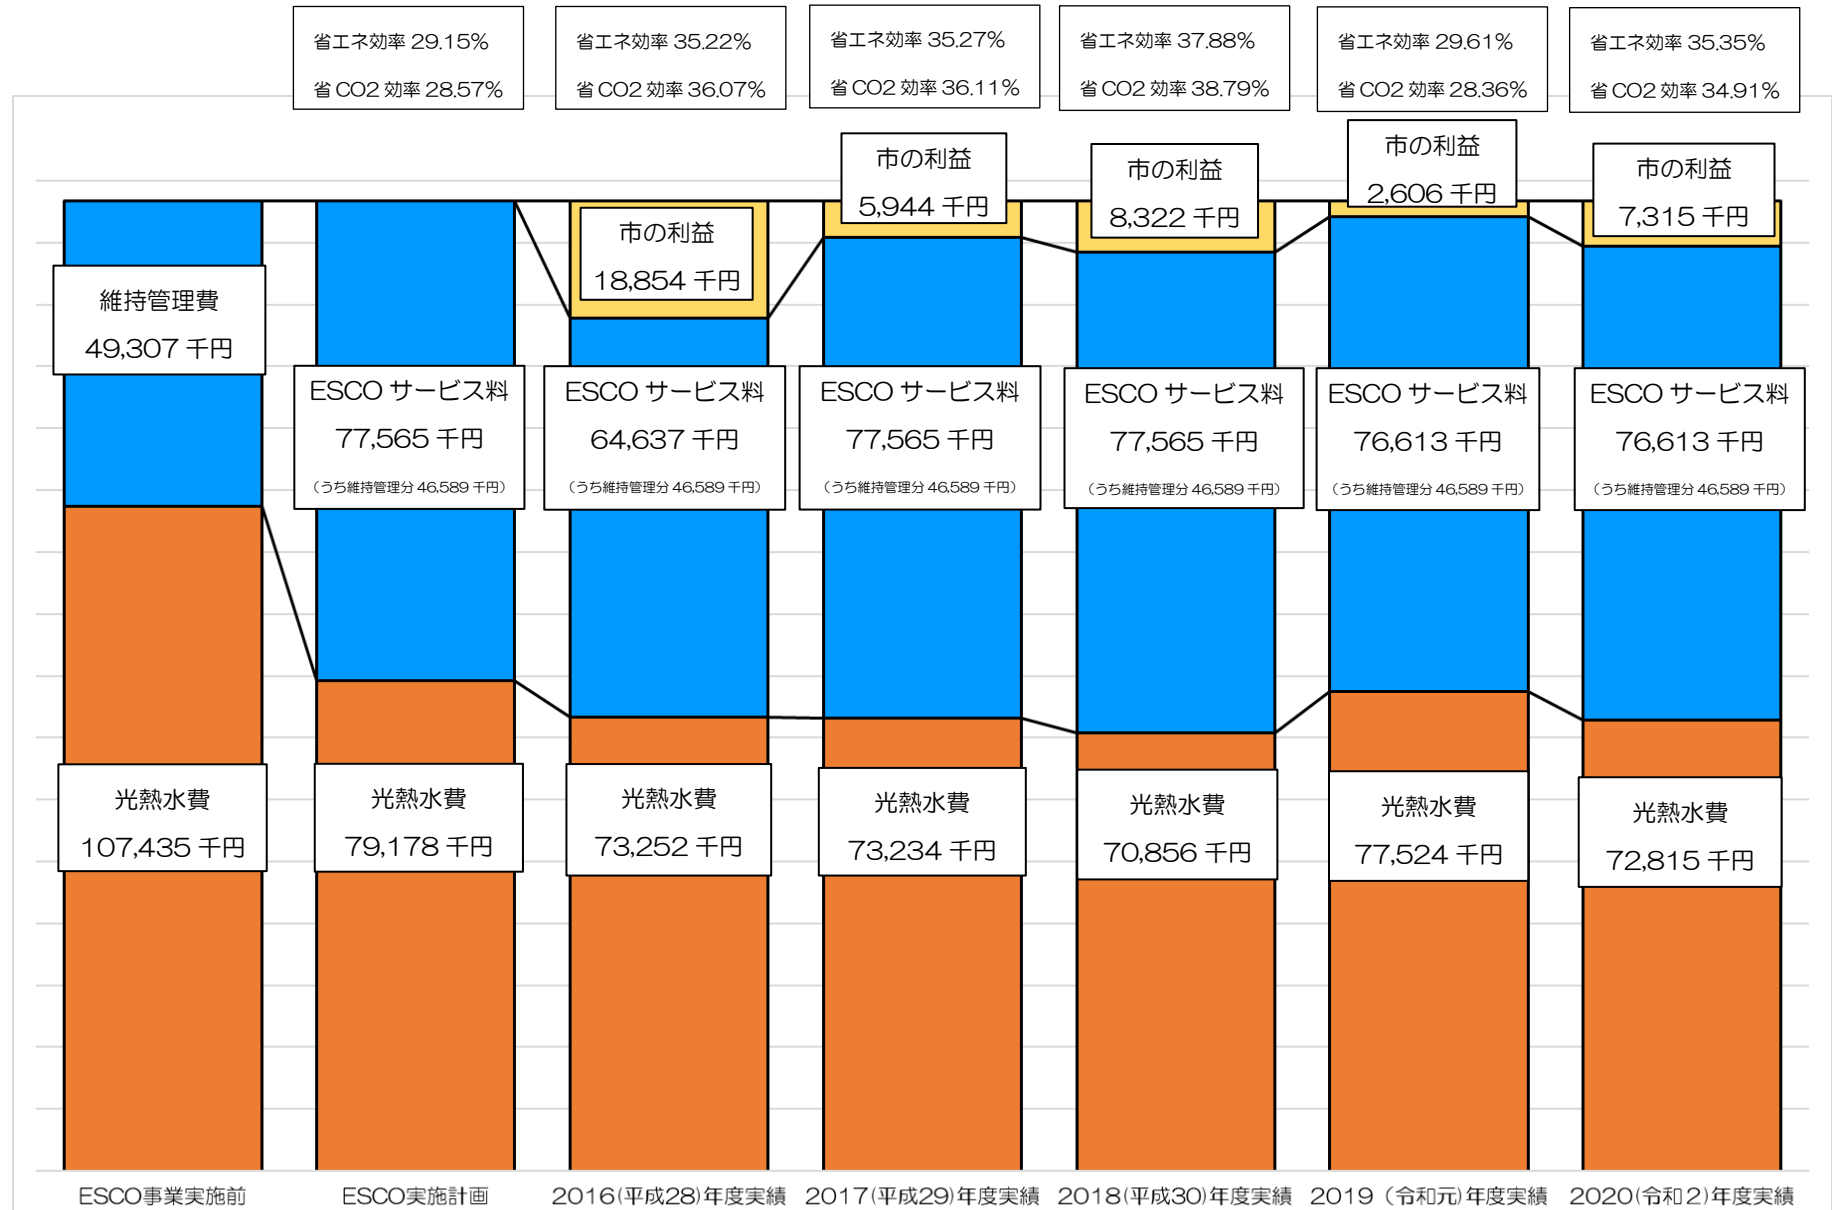 省エネ効率 29.15%
省 CO2 効率 28.57%
省エネ効率 35.22%
省 CO2 効率 36.07%
省エネ効率 35.27%
省 CO2 効率 36.11%
省エネ効率 37.88%
省 CO2 効率 38.79%
省エネ効率 29.61%
省 CO2 効率 28.36%
省エネ効率 35.35%
省 CO2 効率 34.91%
市の利益
18,854 千円
市の利益
5,944 千円
市の利益
8,322 千円
市の利益
2,606 千円
市の利益
7,315 千円
維持管理費
49,307 千円
ESCO サービス料
77,565 千円
（うち維持管理分 46,589 千円）
ESCO サービス料
64,637 千円
（うち維持管理分 46,589 千円）
ESCO サービス料
77,565 千円
（うち維持管理分 46,589 千円）
ESCO サービス料
77,565 千円
（うち維持管理分 46,589 千円）
ESCO サービス料
76,613 千円
（うち維持管理分 46,589 千円）
ESCO サービス料
76,613 千円
（うち維持管理分 46,589 千円）
光熱水費
107,435 千円
光熱水費
79,178 千円
光熱水費
73,252 千円
光熱水費
73,234 千円
光熱水費
70,856 千円
光熱水費
77,524 千円
光熱水費
72,815 千円
ESCO事業実施前
ESCO実施計画
2016(平成28)年度実績
2017(平成29)年度実績
2018(平成30)年度実績
2019（令和元)年度実績
2020(令和2)年度実績